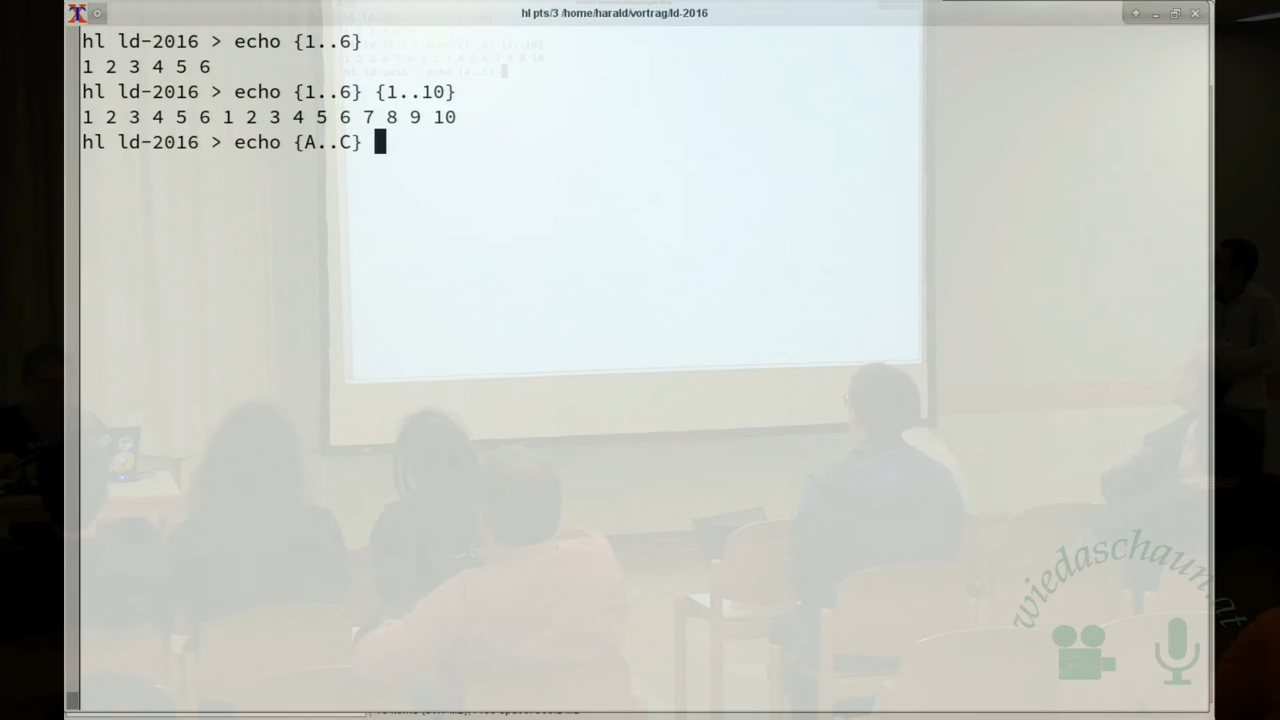 hl pts/3 /home/harald/vortrag/ld-2016
hl ld-2016 > echo {1..6}
1 2 3 4 5 6
hl ld-2016 > echo {1..6} {1..10}
1 2 3 4 5 6 1 2 3 4 5 6 7 8 9 10
hl ld-2016 > echo {A..C}
wiedaschaun.at